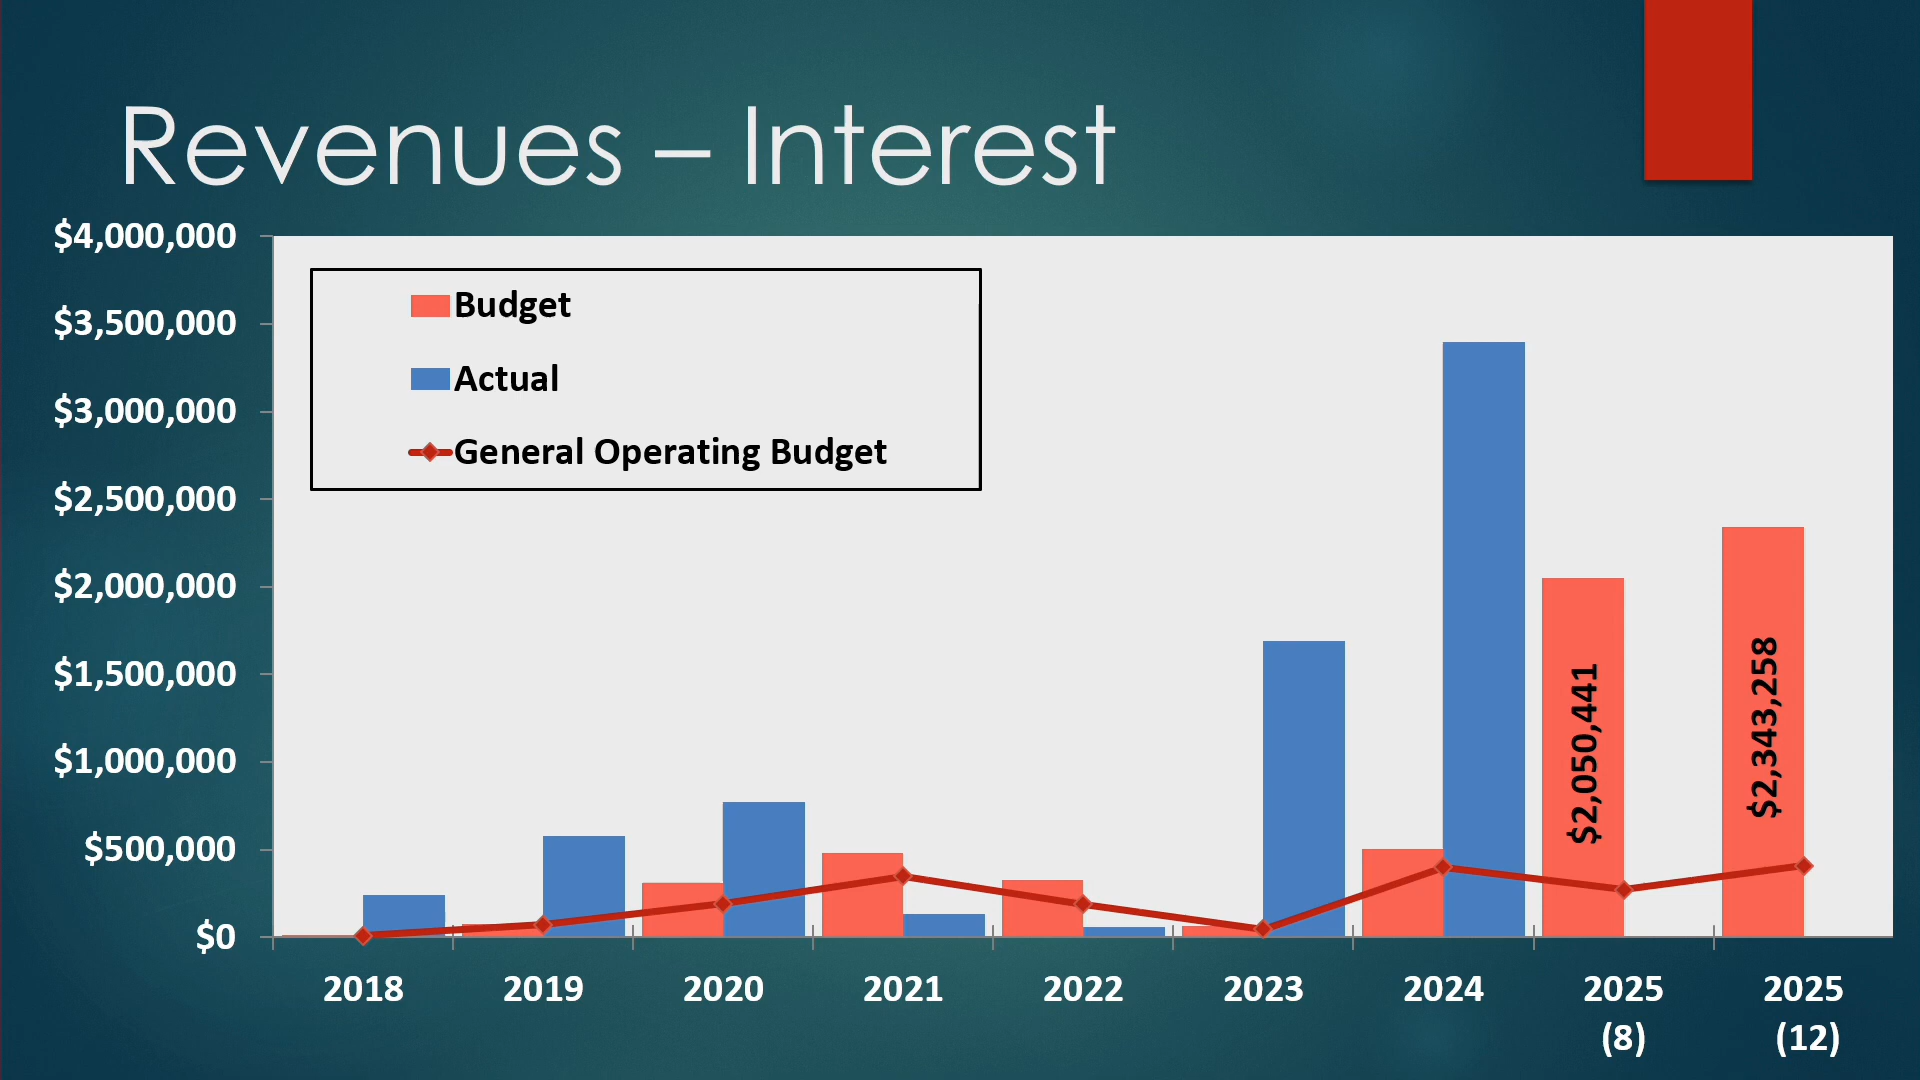 Revenues – Interest
$4,000,000
$3,500,000
$3,000,000
$2,500,000
$2,000,000
$1,500,000
$1,000,000
$500,000
$0
Budget
Actual
General Operating Budget
$2,050,441
$2,343,258
2018 2019 2020 2021 2022 2023 2024 2025 2025
(8) (12)